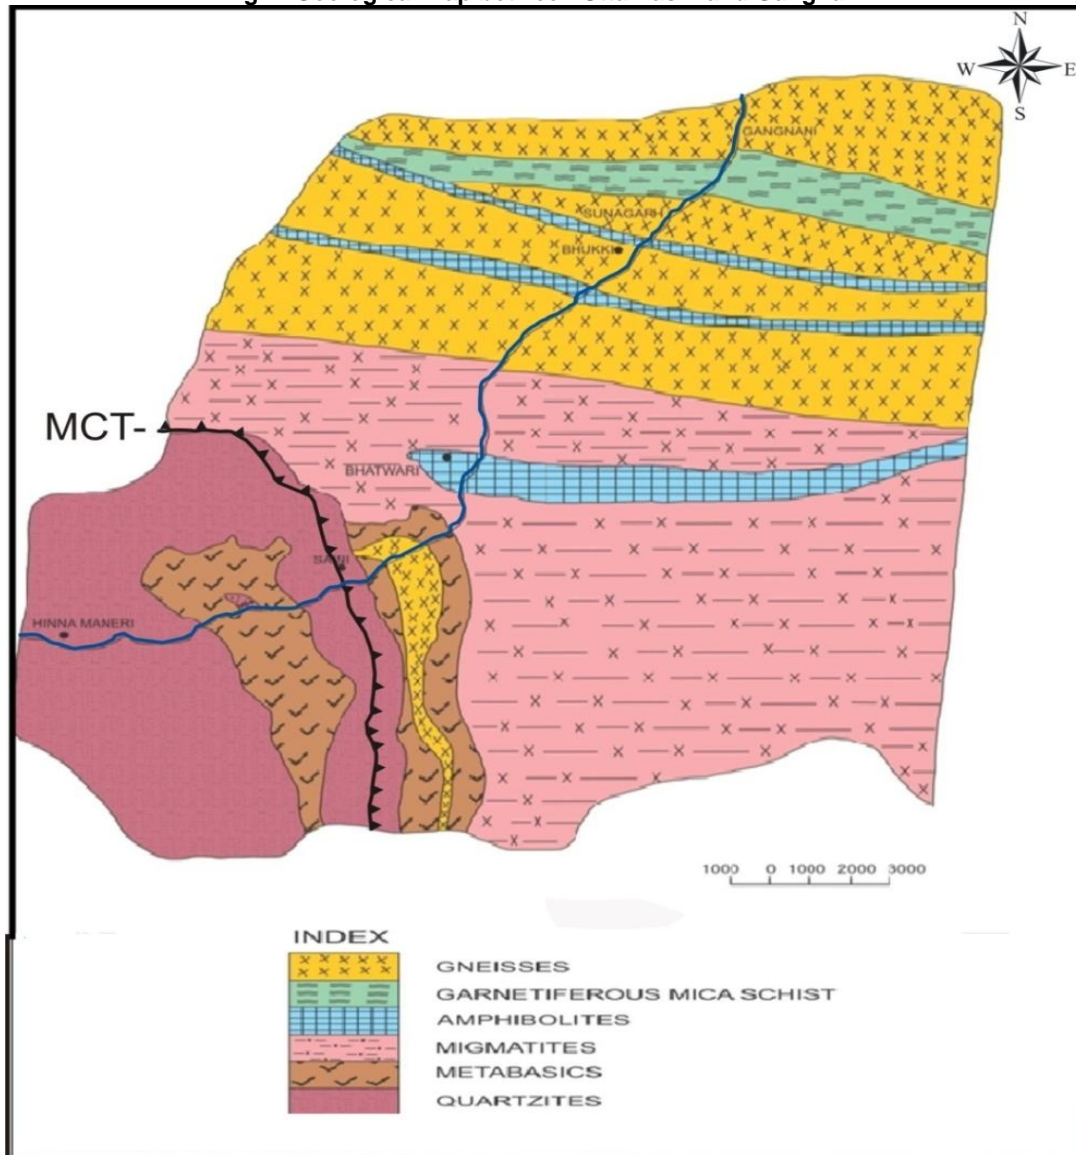 N
W E
S
GANGNANI
SUNAGARH
BHUKKI
MCT-
BHATWARI
SAINJ
HINNA MANERI
1000 0 1000 2000 3000
INDEX
GNEISSES
GARNETIFEROUS MICA SCHIST
AMPHIBOLITES
MIGMATITES
METABASICS
QUARTZITES